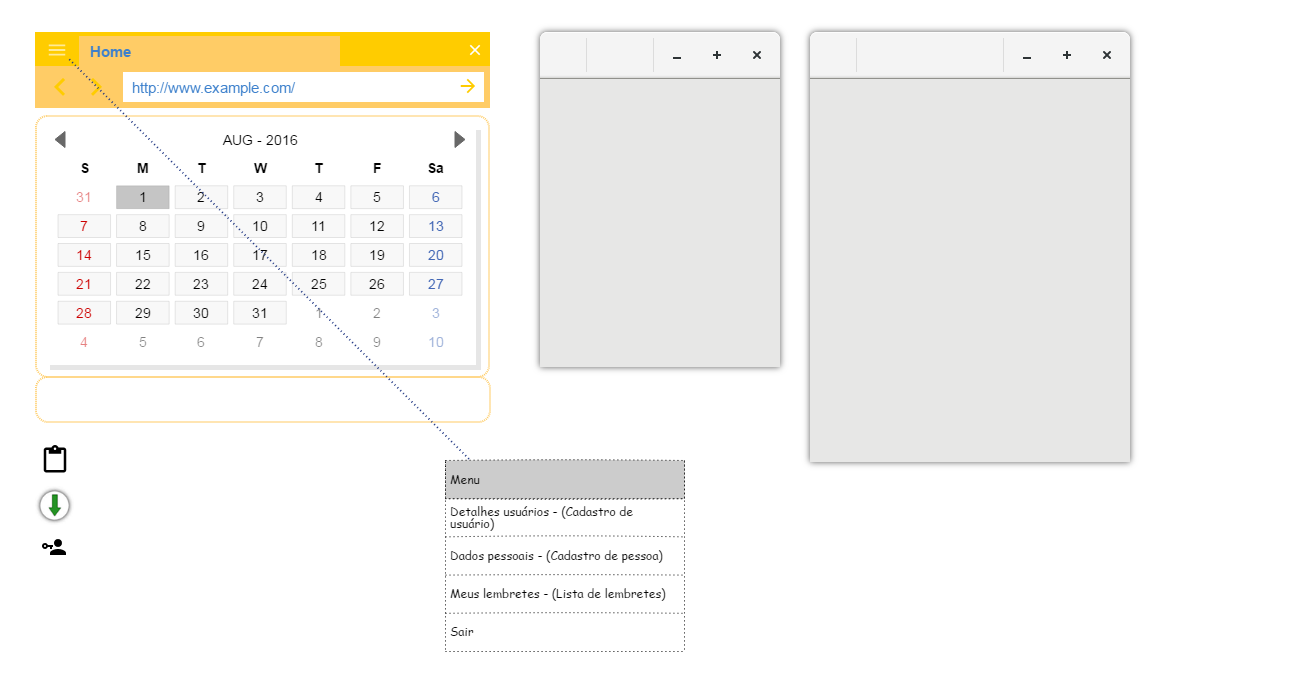 Home
http://www.example.com/
AUG - 2016
S M T W T F Sa
31 1 2 3 4 5 6
7 8 9 10 11 12 13
14 15 16 17 18 19 20
21 22 23 24 25 26 27
28 29 30 31 1 2 3
4 5 6 7 8 9 10
Menu
Detalhes usuários - (Cadastro de
usuário)
Dados pessoais - (Cadastro de pessoa)
Meus lembretes - (Lista de lembretes)
Sair